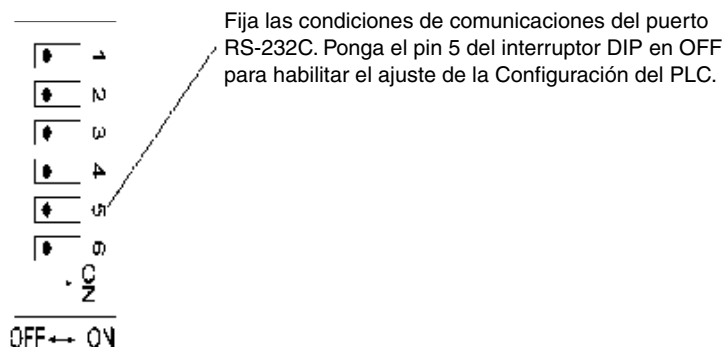 Fija las condiciones de comunicaciones del puerto
RS-232C. Ponga el pin 5 del interruptor DIP en OFF
para habilitar el ajuste de la Configuración del PLC.
1
2
3
4
5
6
ON
OFF↔ ON